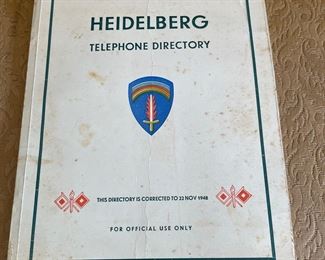 HEIDELBERG
TELEPHONE DIRECTORY
THIS DIRECTORY IS CORRECTED TO 22 NOV 1948
FOR OFFICIAL USE ONLY